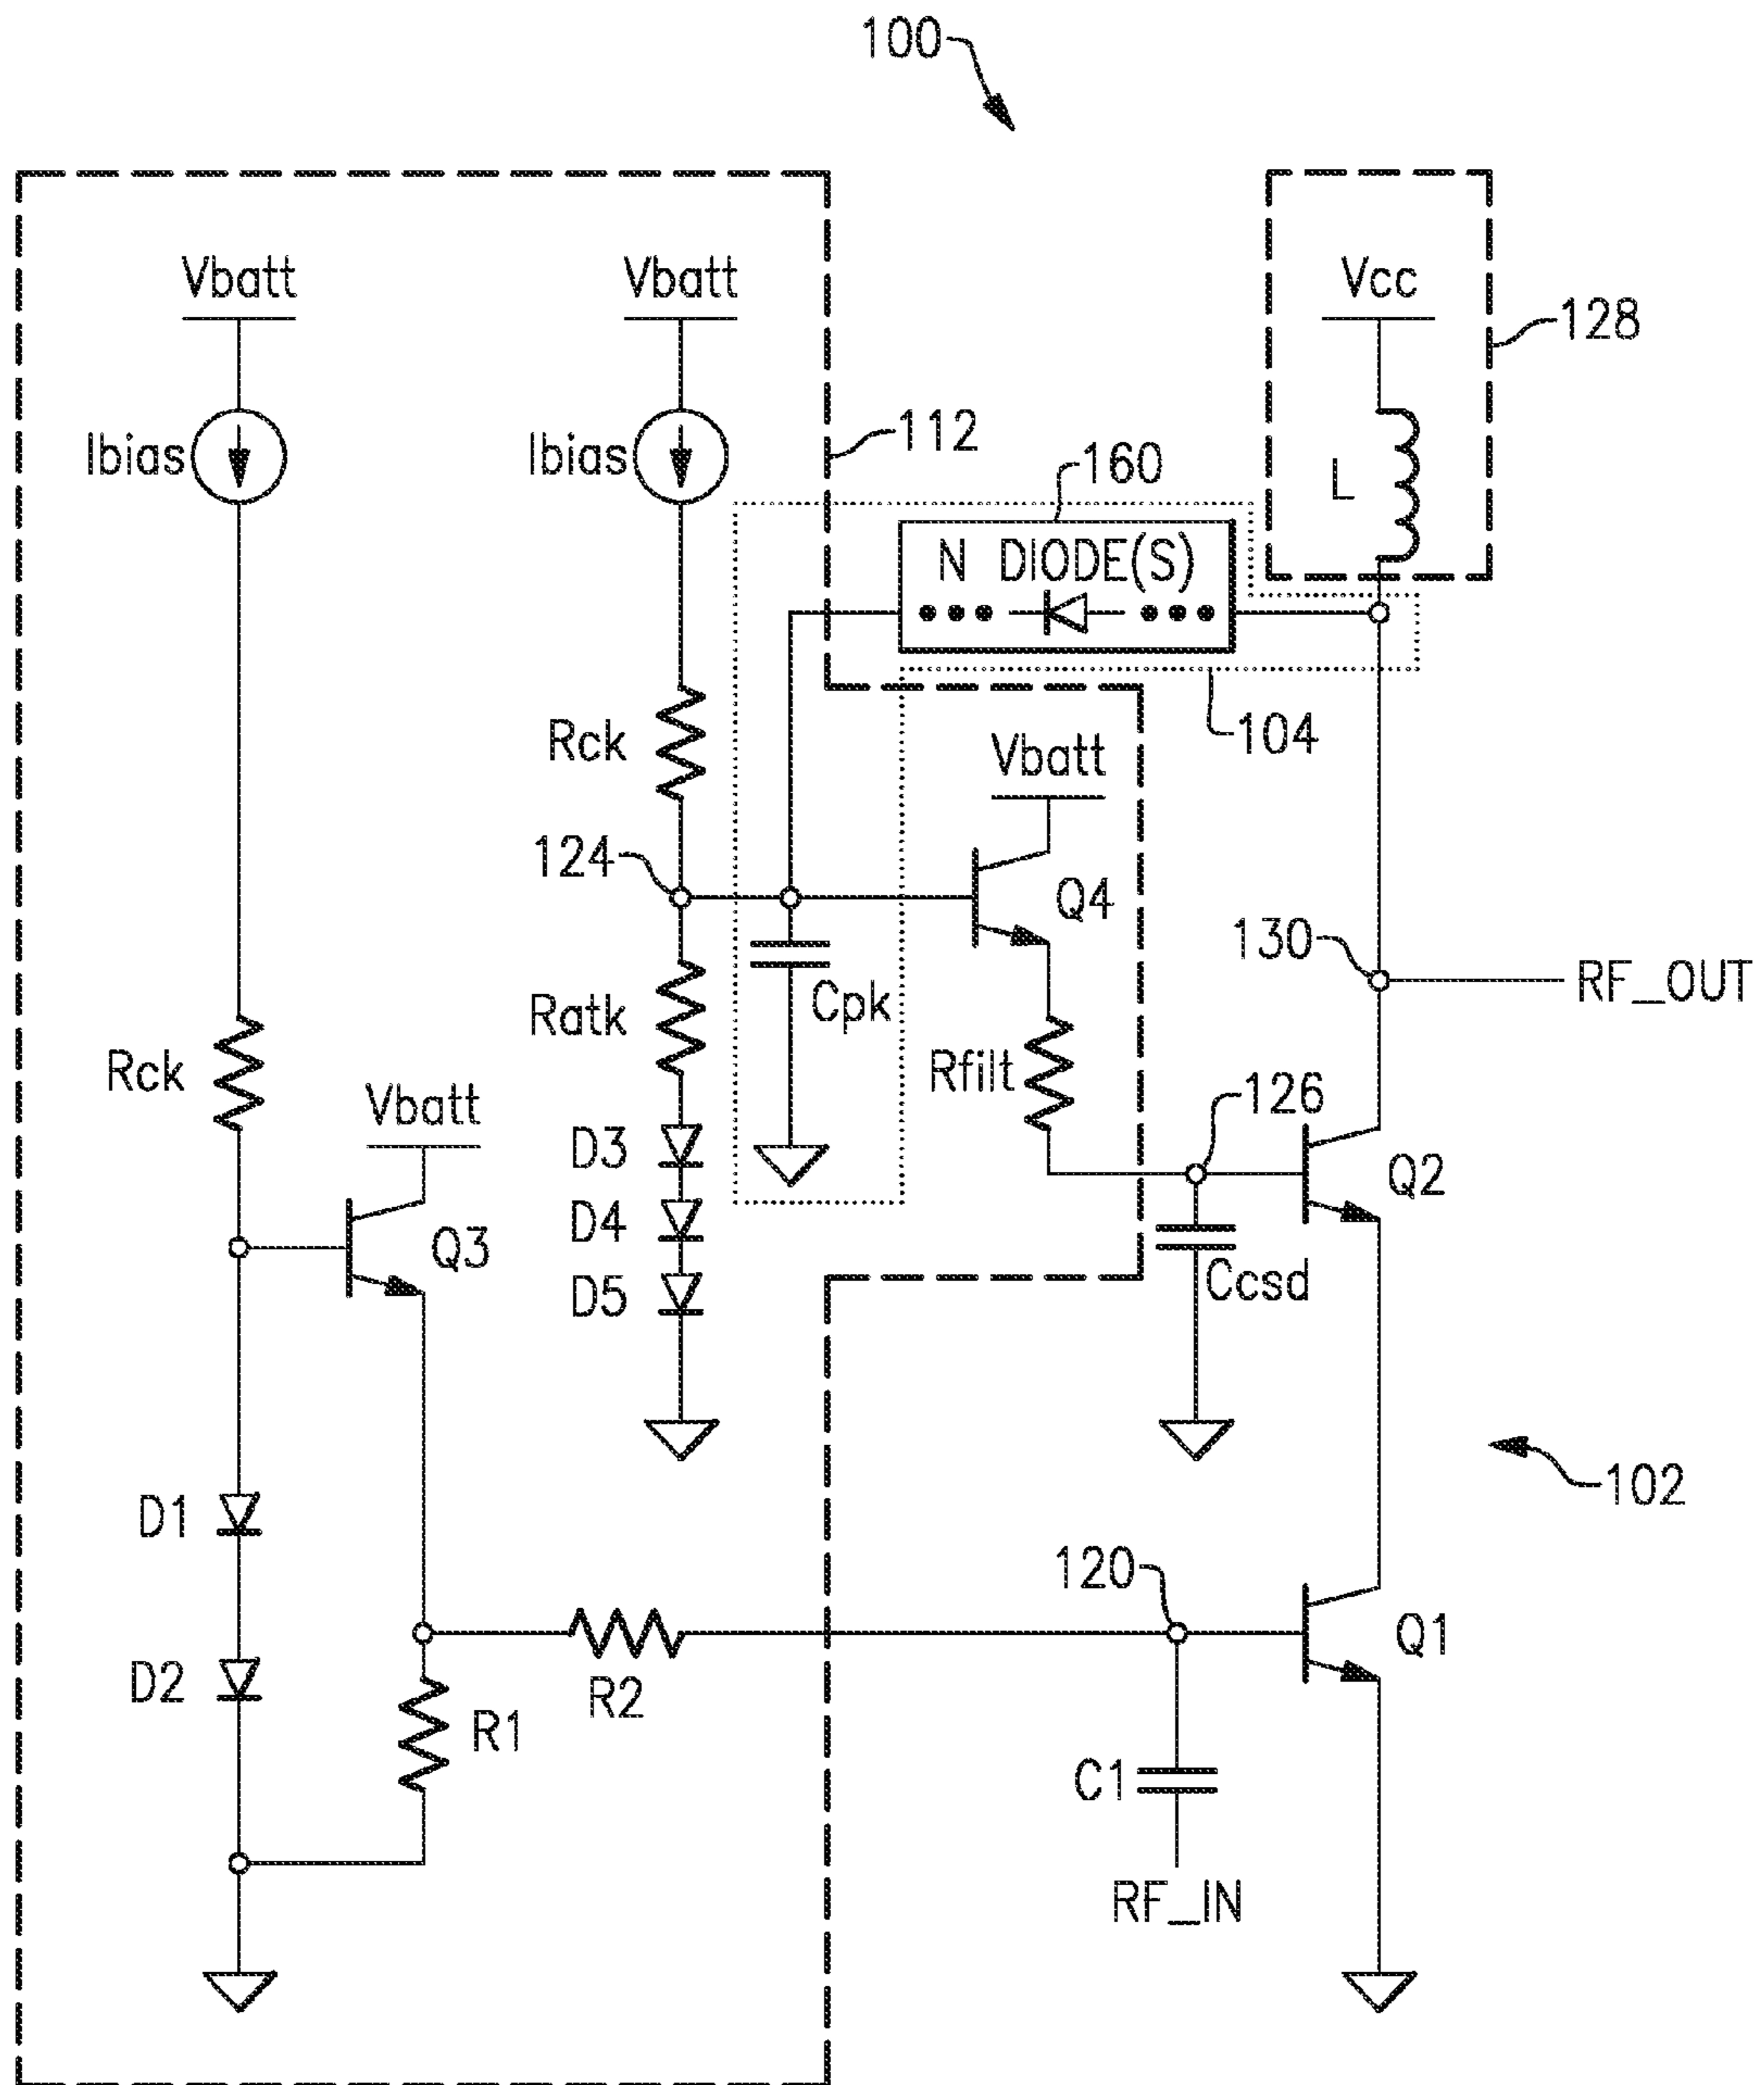 100
Vbatt
Vbatt
Vcc
128
Ibias
Ibias
112
160
L
N DIODE(S)
Rck
104
Vbatt
124
Q4
130
RF_OUT
Ratk
Cpk
Rck
Rfilt
Vbatt
126
D3
Q2
D4
Q3
D5
Ccsd
102
D1
120
Q1
D2
R2
R1
C1
RF_IN